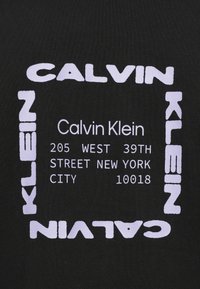 CALVIN
KLEIN
KLEIN
Calvin Klein
205 WEST 39TH
STREET NEW YORK
CITY 10018
CALVIN